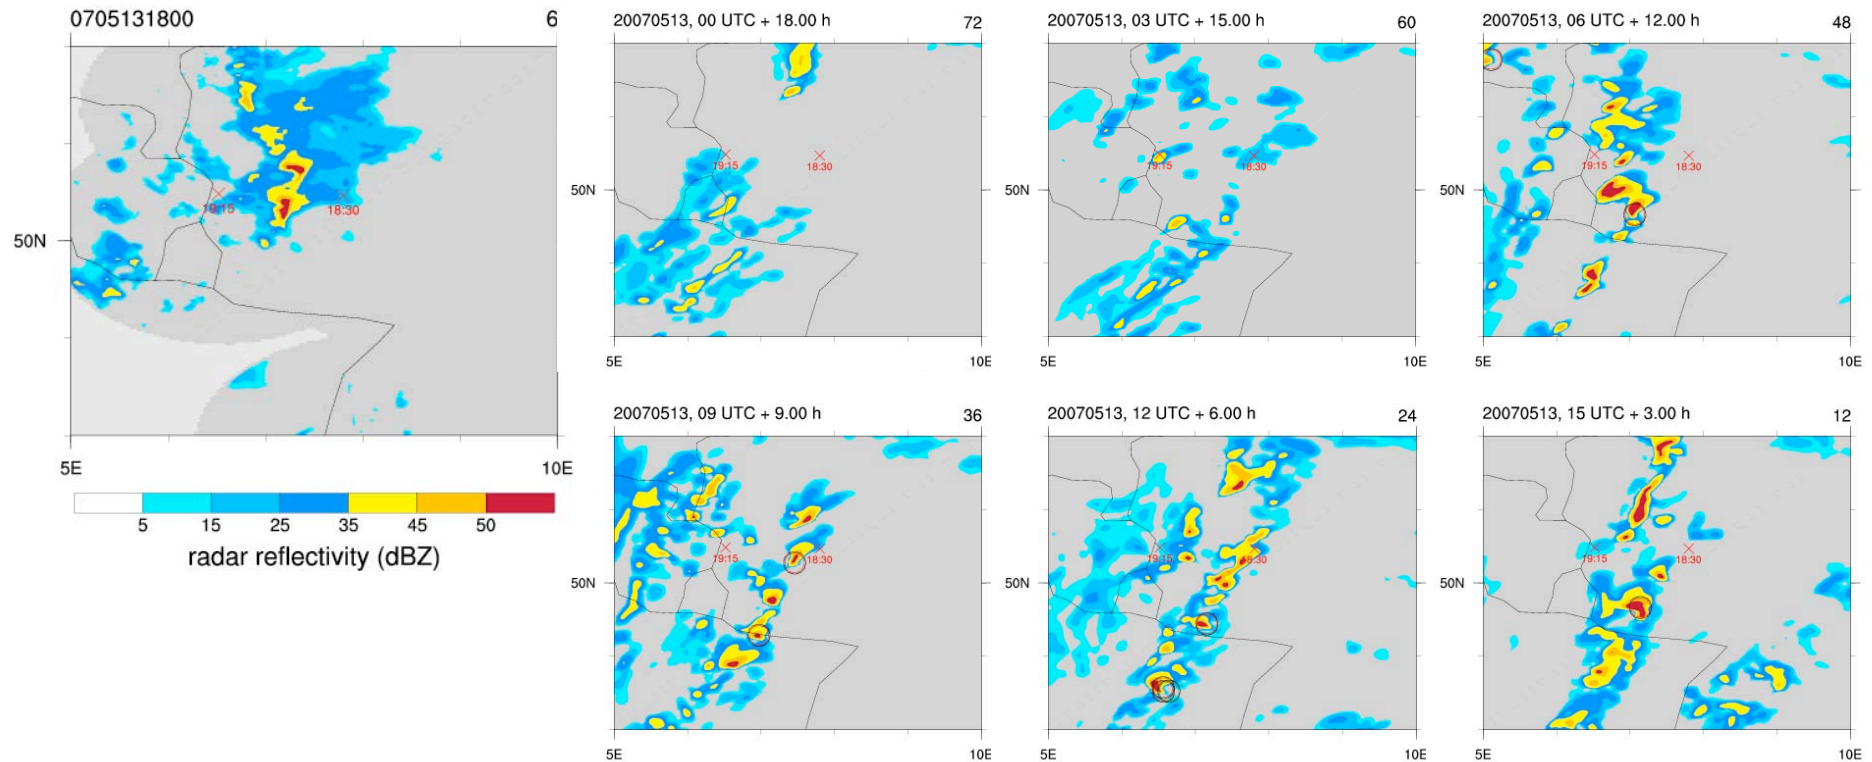 0705131800 6
19:15
18:30
50N
5E 10E
5 15 25 35 45 50
radar reflectivity (dBZ)
20070513, 00 UTC + 18.00 h 72
19:15
18:30
50N
5E 10E
20070513, 03 UTC + 15.00 h 60
19:15
18:30
50N
5E 10E
20070513, 06 UTC + 12.00 h 48
19:15
18:30
50N
5E 10E
20070513, 09 UTC + 9.00 h 36
19:15
18:30
50N
5E 10E
20070513, 12 UTC + 6.00 h 24
19:15
18:30
50N
5E 10E
20070513, 15 UTC + 3.00 h 12
19:15
18:30
50N
5E 10E